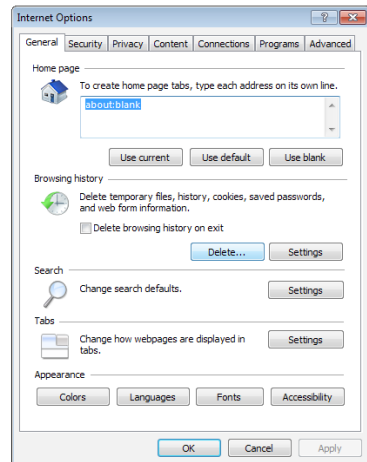 Internet Options
General Security Privacy Content Connections Programs Advanced
Home page
To create home page tabs, type each address on its own line.
about:blank
Use current Use default Use blank
Browsing history
Delete temporary files, history, cookies, saved passwords,
and web form information.
Delete browsing history on exit
Delete... Settings
Search
Change search defaults. Settings
Tabs
Change how webpages are displayed in
tabs.
Settings
Appearance
Colors Languages Fonts Accessibility
OK Cancel Apply